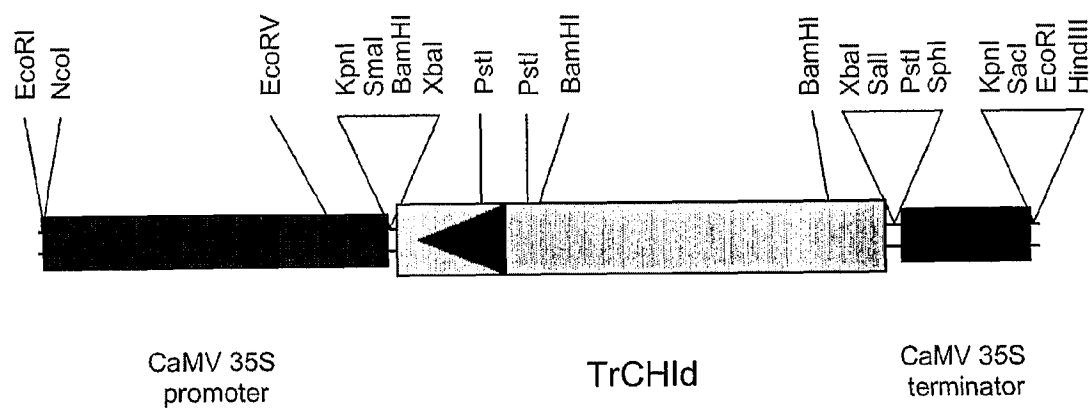 EcoRI
NcoI
EcoRV
KpnI
SmaI
BamHI
XbaI
PstI
PstI
BamHI
BamHI
XbaI
SalI
PstI
SphI
KpnI
SacI
EcoRI
HindIII
CaMV 35S
promoter
TrCHId
CaMV 35S
terminator